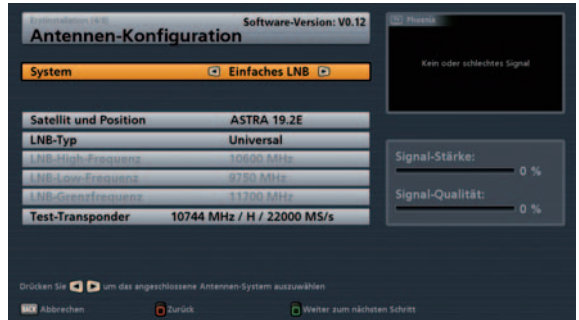 Erstinstallation (4/8)
Software-Version: V0.12
Antennen-Konfiguration
System Einfaches LNB
Satellit und Position ASTRA 19.2E
LNB-Typ Universal
LNB-High-Frequenz 10600 MHz
LNB-Low-Frequenz 9750 MHz
LNB-Grenzfrequenz 11700 MHz
Test-Transponder 10744 MHz / H / 22000 MS/s
Phoenix
Kein oder schlechtes Signal
Signal-Stärke:
0 %
Signal-Qualität:
0 %
Drücken Sie um das angeschlossene Antennen-System auszuwählen
BACK Abbrechen Zurück Weiter zum nächsten Schritt